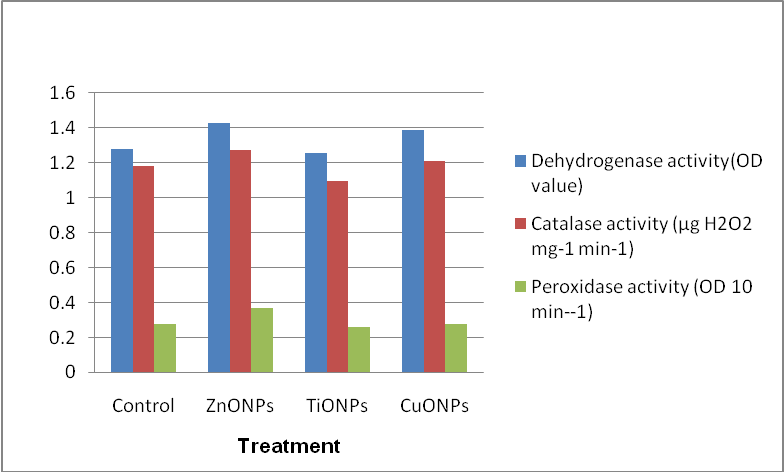 1.6
1.4
1.2
1
0.8
0.6
0.4
0.2
0
Control ZnONPs TiONPs CuONPs
Treatment
Dehydrogenase activity(OD
value)
Catalase activity (µg H2O2
mg-1 min-1)
Peroxidase activity (OD 10
min--1)